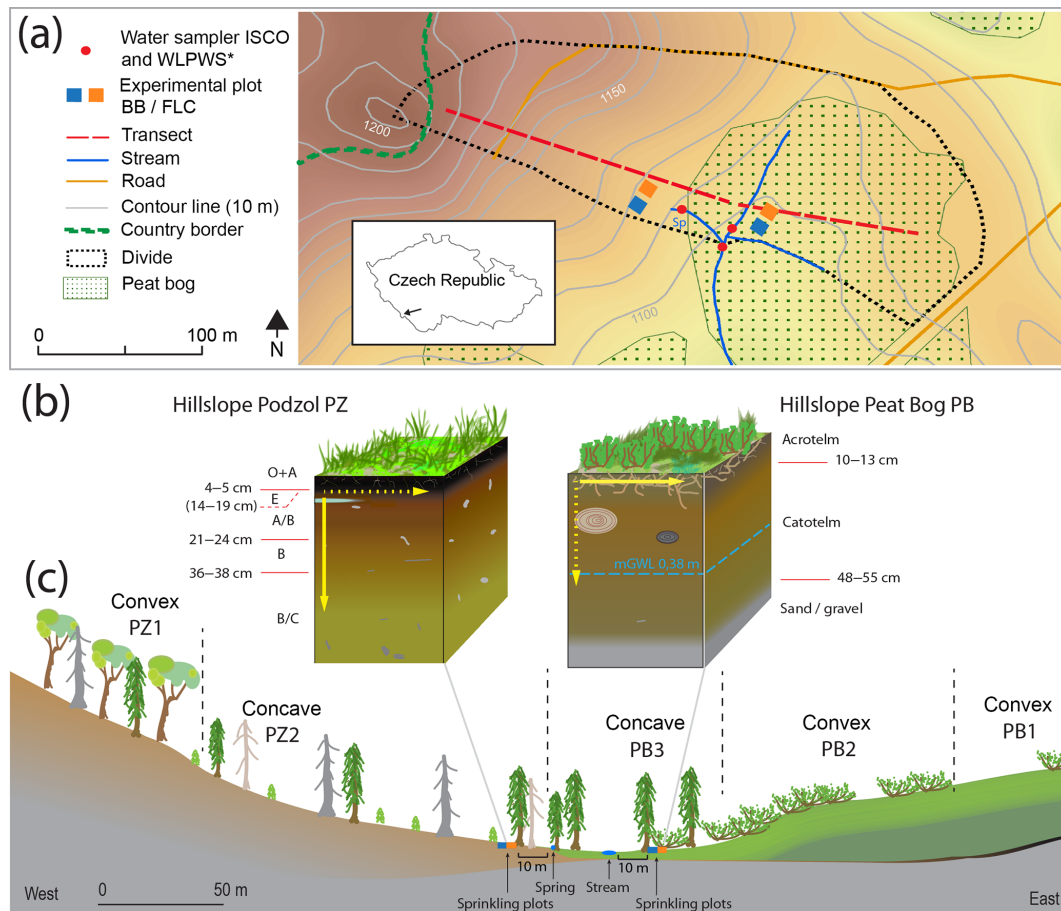 (a)
Water sampler ISCO
and WLPWS*
Experimental plot
BB / FLC
Transect
Stream
Road
Contour line (10 m)
Country border
Divide
Peat bog
0 100 m
N
1200
1150
1100
Sp
Czech Republic
(b)
Hillslope Podzol PZ
Hillslope Peat Bog PB
O+A
4–5 cm
E
(14–19 cm)
A/B
21–24 cm
B
36–38 cm
B/C
Acrotelm
10–13 cm
Catotelm
mGWL 0,38 m
48–55 cm
Sand / gravel
(c)
Convex
PZ1
Concave
PZ2
Concave
PB3
Convex
PB2
Convex
PB1
10 m
10 m
Spring
Stream
Sprinkling plots
Sprinkling plots
West
0 50 m
East